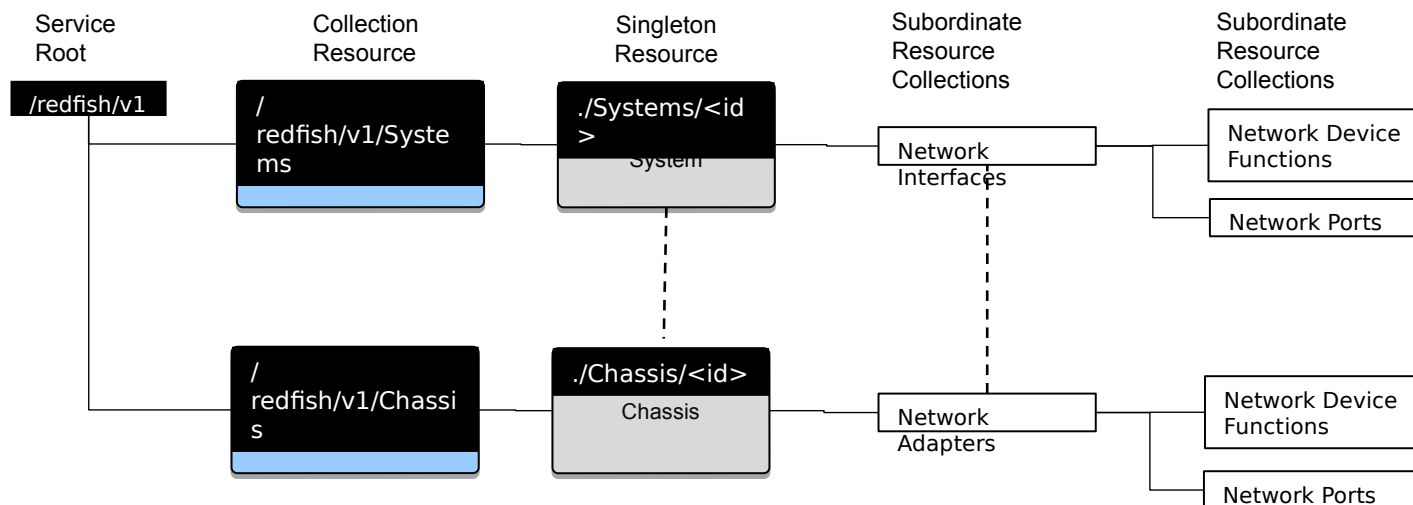 Service
Root
Collection
Resource
Singleton
Resource
Subordinate
Resource
Collections
Subordinate
Resource
Collections
/redfish/v1
/
redfish/v1/Syste
ms
./Systems/<id
>
System
Network
Interfaces
Network Device
Functions
Network Ports
/
redfish/v1/Chassi
s
./Chassis/<id>
Chassis
Network
Adapters
Network Device
Functions
Network Ports